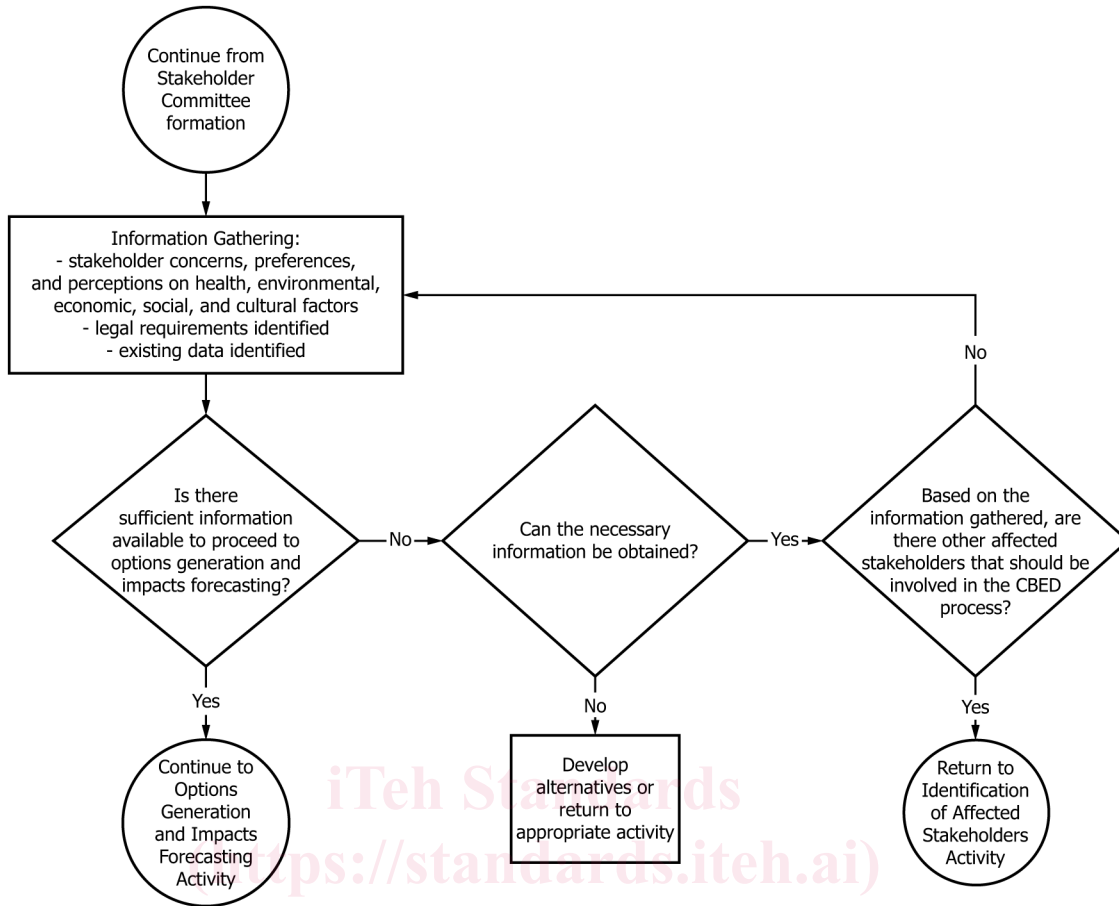 Continue from
Stakeholder
Committee
formation
Information Gathering:
- stakeholder concerns, preferences,
and perceptions on health, environmental,
economic, social, and cultural factors
- legal requirements identified
- existing data identified
No
Is there
sufficient information
available to proceed to
options generation and
impacts forecasting?
No
Can the necessary
information be obtained?
Yes
Based on the
information gathered, are
there other affected
stakeholders that should be
involved in the CBED
process?
Yes
No
Yes
Continue to
Options
Generation
and Impacts
Forecasting
Activity
Develop
alternatives or
return to
appropriate activity
Return to
Identification
of Affected
Stakeholders
Activity
iTeh Standards
(https://standards.iteh.ai)